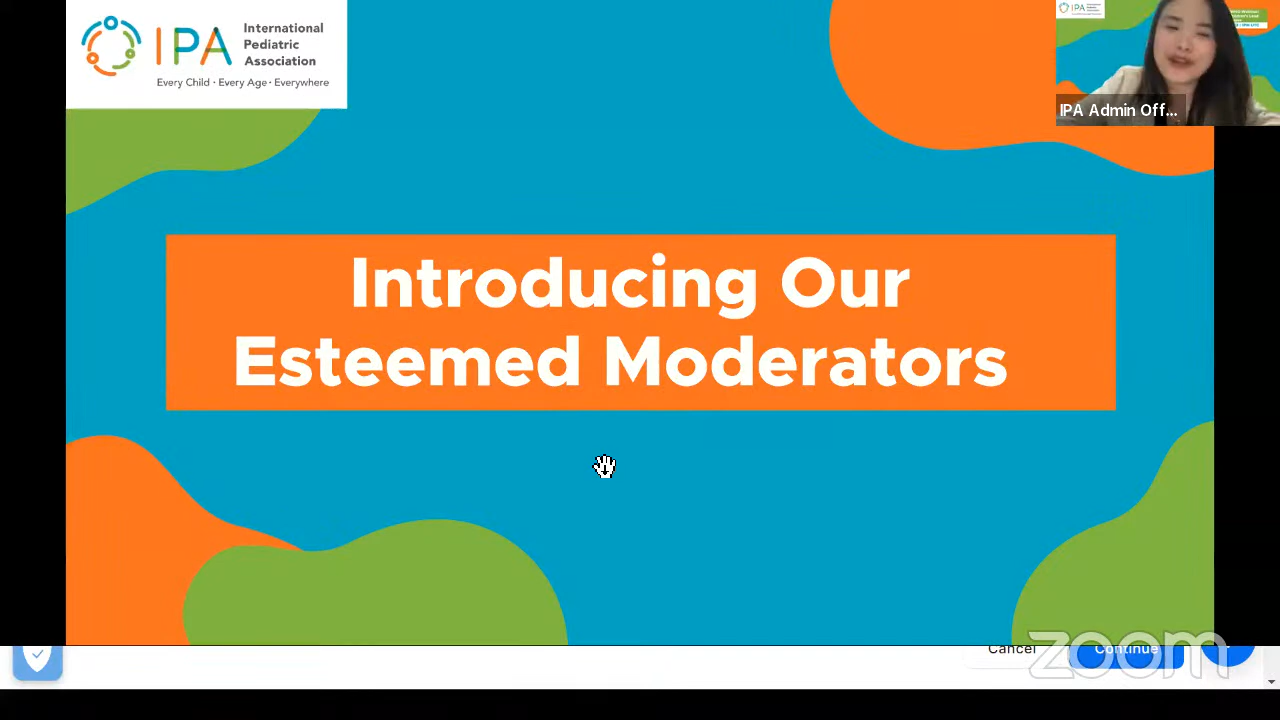 IPA
International
Pediatric
Association
Every Child · Every Age · Everywhere
IPA
IPA Admin Off...
Introducing Our
Esteemed Moderators
Cancel
Continue
zoom